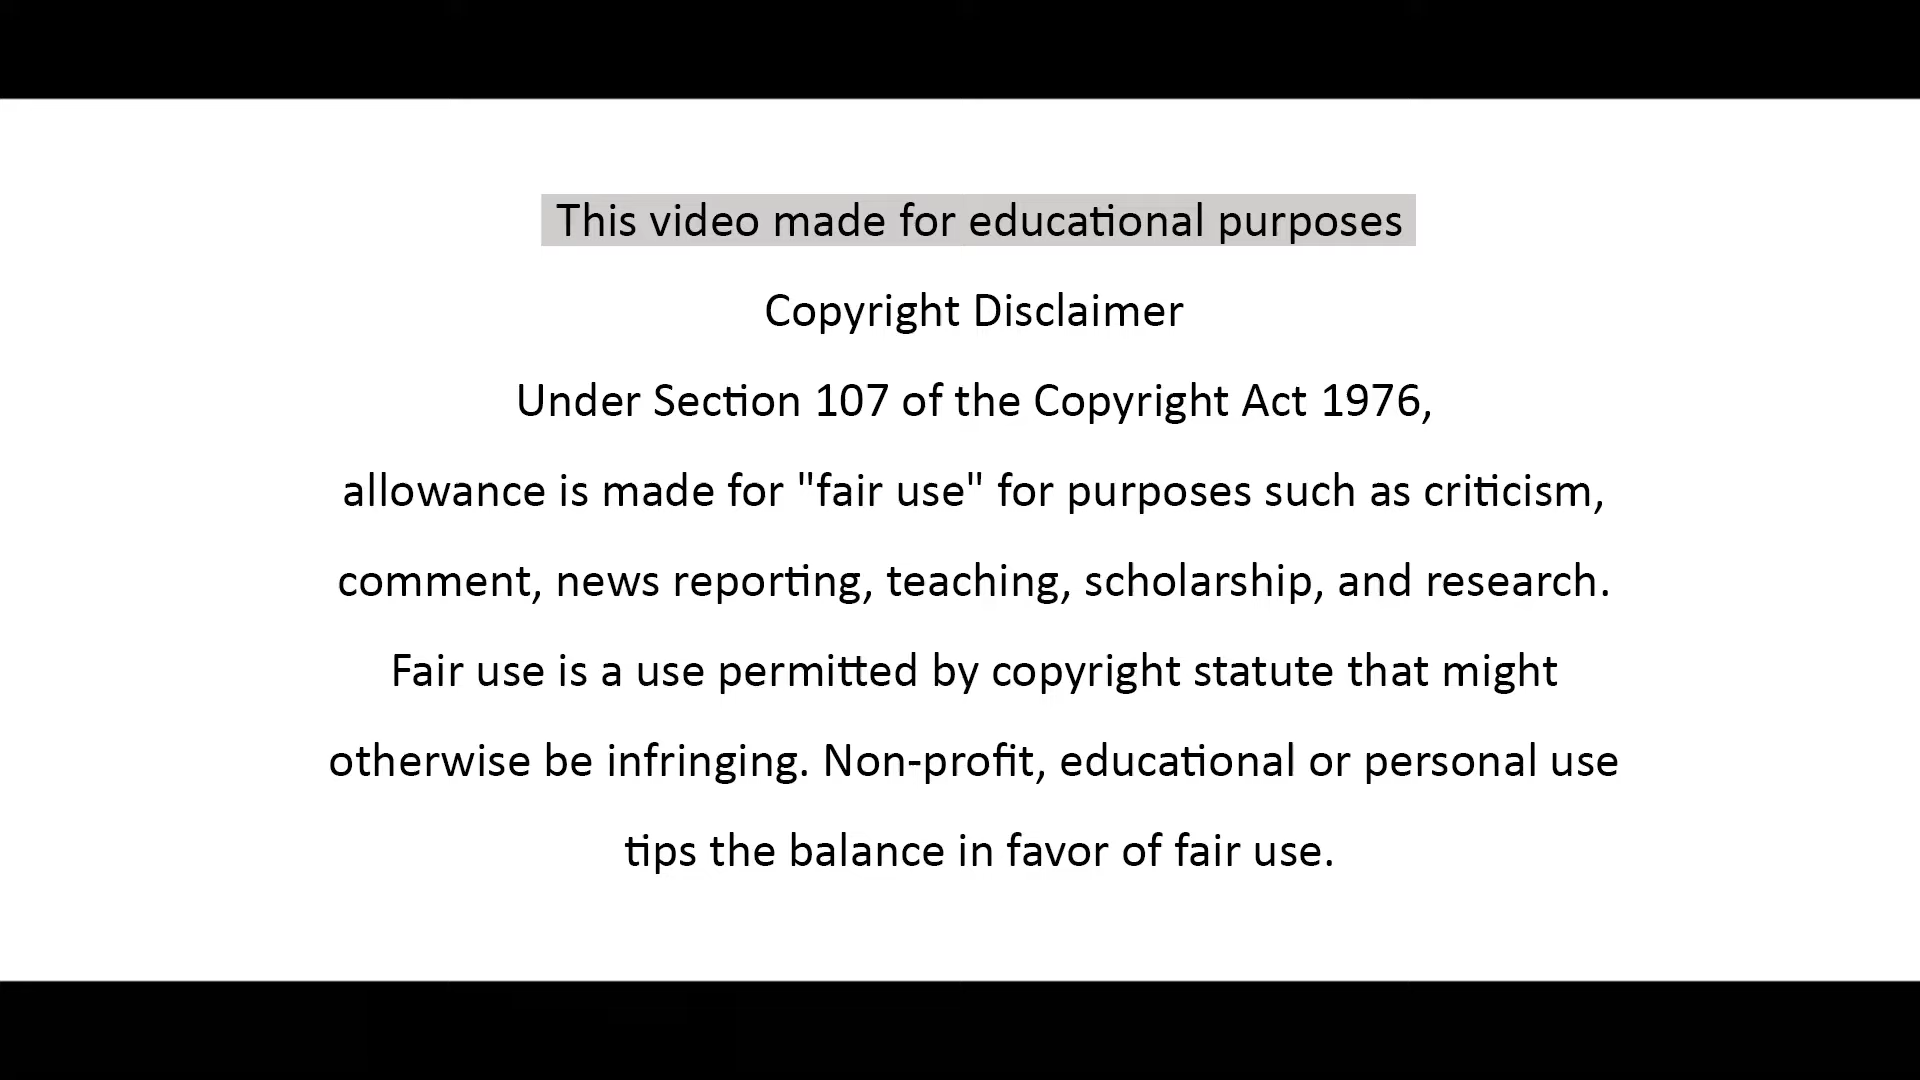 This video made for educational purposes
Copyright Disclaimer
Under Section 107 of the Copyright Act 1976,
allowance is made for "fair use" for purposes such as criticism,
comment, news reporting, teaching, scholarship, and research.
Fair use is a use permitted by copyright statute that might
otherwise be infringing. Non-profit, educational or personal use
tips the balance in favor of fair use.